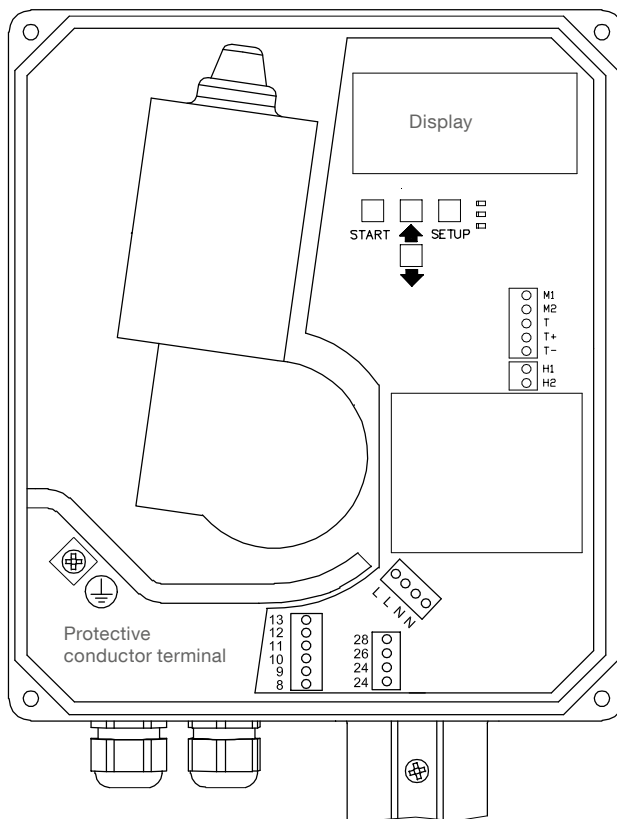 Display
START
SETUP
M1
M2
T
T+
T-
H1
H2
L L N N
13
12
11
10
9
8
28
26
24
24
Protective
conductor terminal